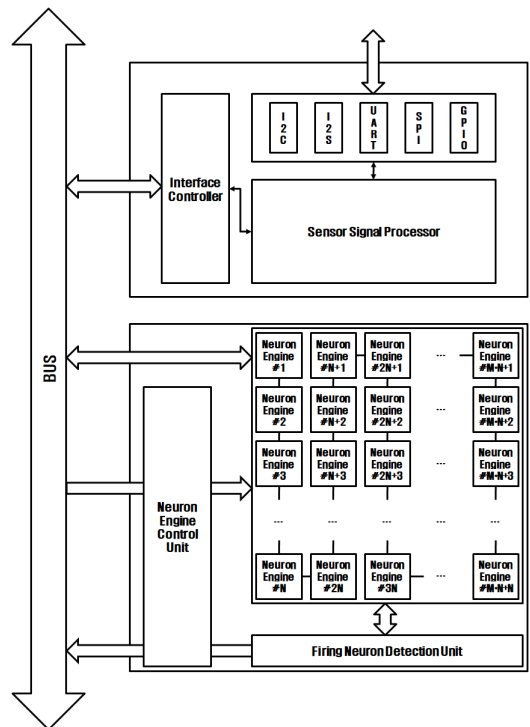 BUS
I2C
I2S
UART
SPI
GPIO
Interface
Controller
Sensor Signal Processor
Neuron
Engine
Control
Unit
Neuron
Engine
#1
Neuron
Engine
#N+1
Neuron
Engine
#2N+1
...
Neuron
Engine
#M-N+1
Neuron
Engine
#2
Neuron
Engine
#N+2
Neuron
Engine
#2N+2
...
Neuron
Engine
#M-N+2
Neuron
Engine
#3
Neuron
Engine
#N+3
Neuron
Engine
#2N+3
...
Neuron
Engine
#M-N+3
...
...
...
...
...
Neuron
Engine
#N
Neuron
Engine
#2N
Neuron
Engine
#3N
...
Neuron
Engine
#M-N+N
Firing Neuron Detection Unit